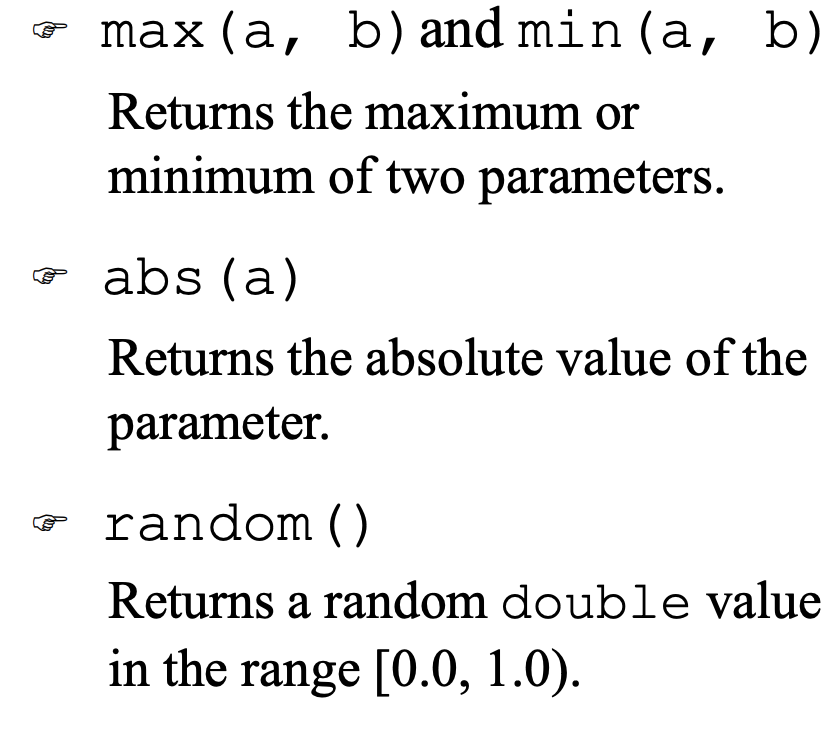 ☞ max(a, b) and min(a, b)
Returns the maximum or
minimum of two parameters.
☞ abs(a)
Returns the absolute value of the
parameter.
☞ random()
Returns a random double value
in the range [0.0, 1.0).